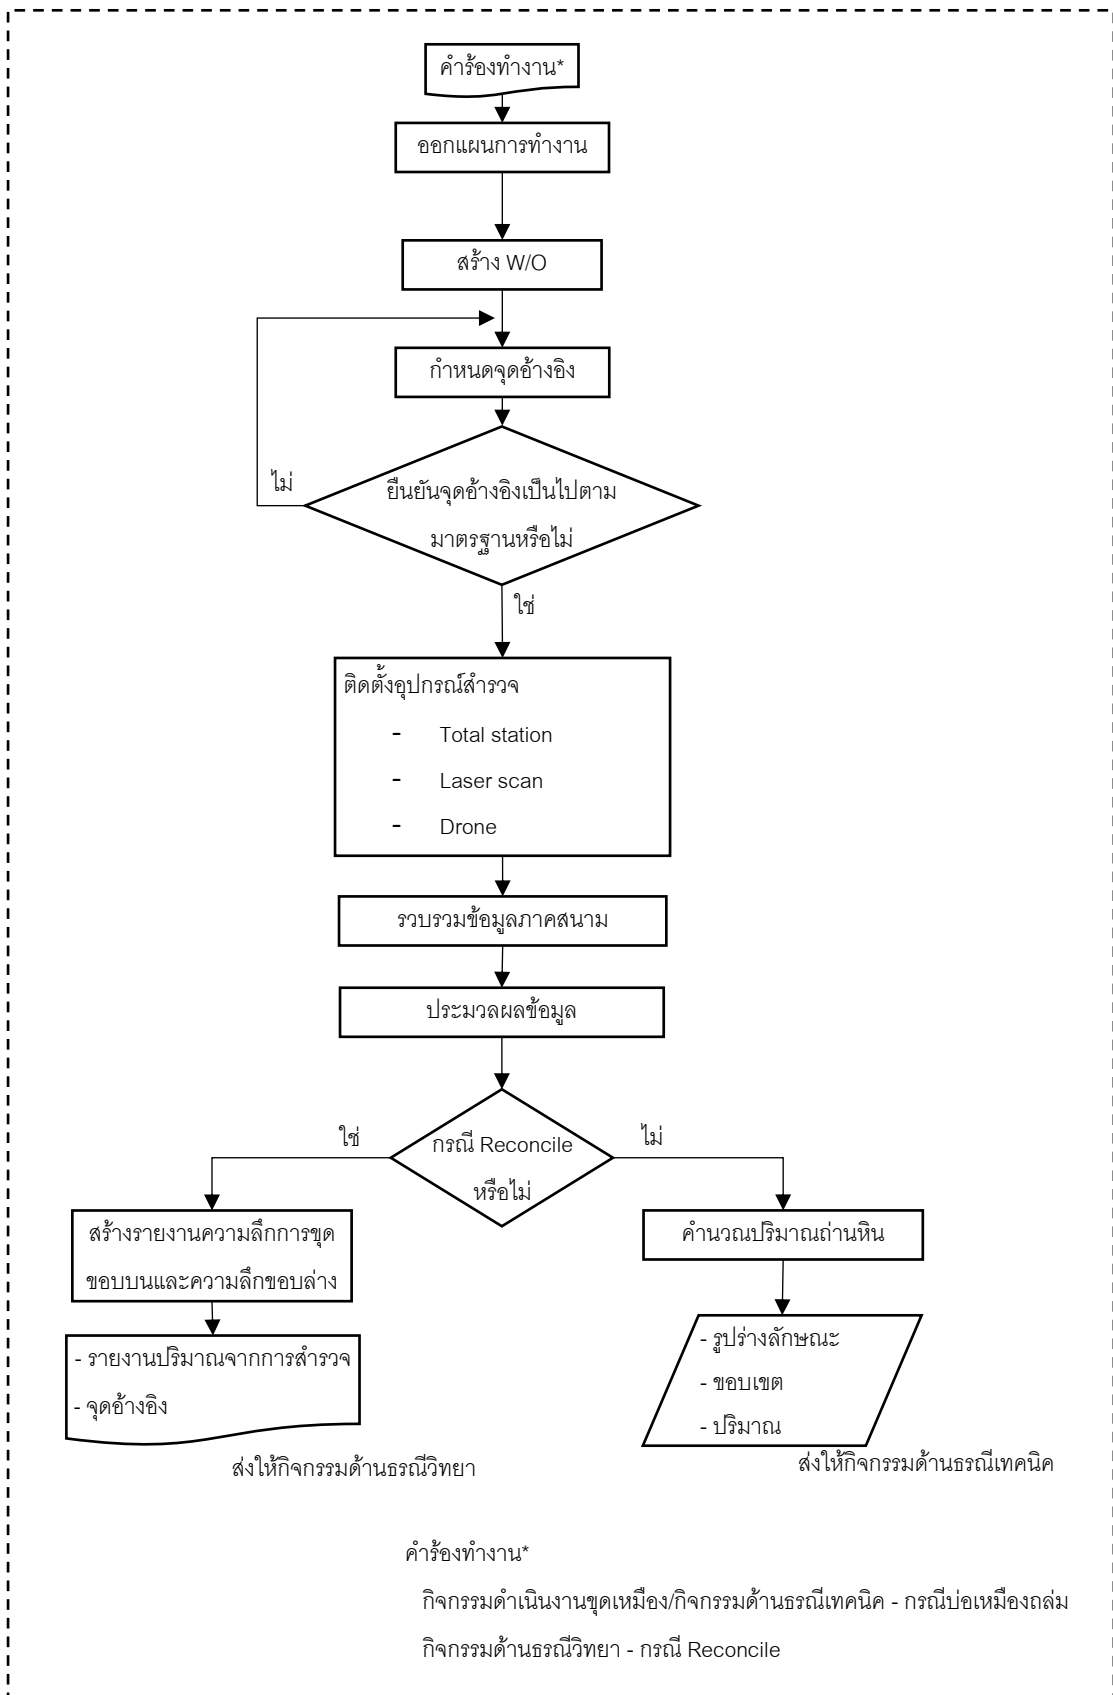 คำร้องทำงาน*
ออกแผนการทำงาน
สร้าง W/O
กำหนดจุดอ้างอิง
ไม่
ยืนยันจุดอ้างอิงเป็นไปตาม
มาตรฐานหรือไม่
ใช่
ติดตั้งอุปกรณ์สำรวจ
- Total station
- Laser scan
- Drone
รวบรวมข้อมูลภาคสนาม
ประมวลผลข้อมูล
ใช่
กรณี Reconcile
หรือไม่
ไม่
สร้างรายงานความลึกการขุด
ขอบบนและความลึกขอบล่าง
คำนวณปริมาณถ่านหิน
- รายงานปริมาณจากการสำรวจ
- จุดอ้างอิง
- รูปร่างลักษณะ
- ขอบเขต
- ปริมาณ
ส่งให้กิจกรรมด้านธรณีวิทยา
ส่งให้กิจกรรมด้านธรณีเทคนิค
คำร้องทำงาน*
กิจกรรมดำเนินงานขุดเหมือง/กิจกรรมด้านธรณีเทคนิค - กรณีบ่อเหมืองถล่ม
กิจกรรมด้านธรณีวิทยา - กรณี Reconcile